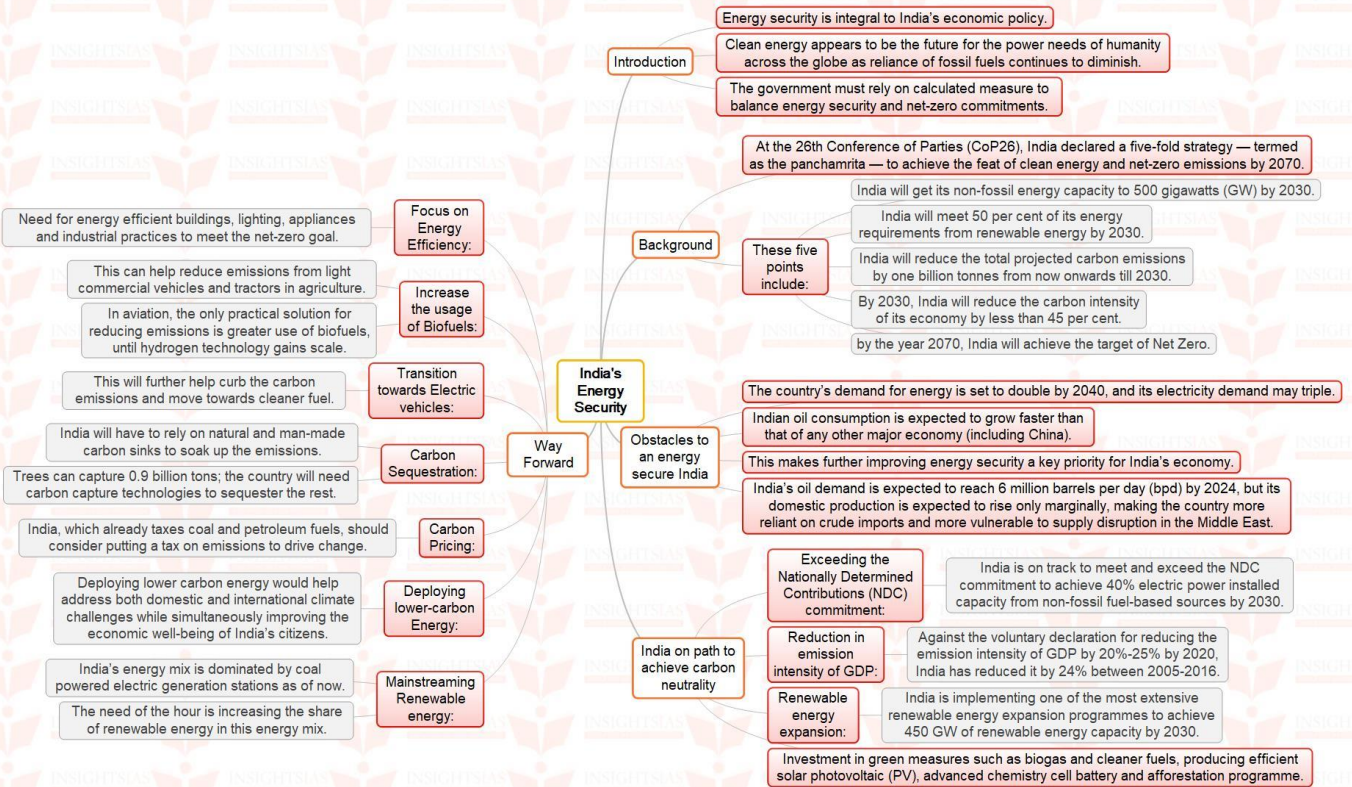 India's
Energy
Security
Introduction
Energy security is integral to India's economic policy.
Clean energy appears to be the future for the power needs of humanity
across the globe as reliance of fossil fuels continues to diminish.
The government must rely on calculated measure to
balance energy security and net-zero commitments.
Background
At the 26th Conference of Parties (CoP26), India declared a five-fold strategy — termed
as the panchamrita — to achieve the feat of clean energy and net-zero emissions by 2070.
These five
points
include:
India will get its non-fossil energy capacity to 500 gigawatts (GW) by 2030.
India will meet 50 per cent of its energy
requirements from renewable energy by 2030.
India will reduce the total projected carbon emissions
by one billion tonnes from now onwards till 2030.
By 2030, India will reduce the carbon intensity
of its economy by less than 45 per cent.
by the year 2070, India will achieve the target of Net Zero.
Obstacles to
an energy
secure India
The country's demand for energy is set to double by 2040, and its electricity demand may triple.
Indian oil consumption is expected to grow faster than
that of any other major economy (including China).
This makes further improving energy security a key priority for India's economy.
India's oil demand is expected to reach 6 million barrels per day (bpd) by 2024, but its
domestic production is expected to rise only marginally, making the country more
reliant on crude imports and more vulnerable to supply disruption in the Middle East.
India on path to
achieve carbon
neutrality
Exceeding the
Nationally Determined
Contributions (NDC)
commitment:
India is on track to meet and exceed the NDC
commitment to achieve 40% electric power installed
capacity from non-fossil fuel-based sources by 2030.
Reduction in
emission
intensity of GDP:
Against the voluntary declaration for reducing the
emission intensity of GDP by 20%-25% by 2020,
India has reduced it by 24% between 2005-2016.
Renewable
energy
expansion:
India is implementing one of the most extensive
renewable energy expansion programmes to achieve
450 GW of renewable energy capacity by 2030.
Investment in green measures such as biogas and cleaner fuels, producing efficient
solar photovoltaic (PV), advanced chemistry cell battery and afforestation programme.
Way
Forward
Focus on
Energy
Efficiency:
Need for energy efficient buildings, lighting, appliances
and industrial practices to meet the net-zero goal.
Increase
the usage
of Biofuels:
This can help reduce emissions from light
commercial vehicles and tractors in agriculture.
In aviation, the only practical solution for
reducing emissions is greater use of biofuels,
until hydrogen technology gains scale.
Transition
towards Electric
vehicles:
This will further help curb the carbon
emissions and move towards cleaner fuel.
Carbon
Sequestration:
India will have to rely on natural and man-made
carbon sinks to soak up the emissions.
Trees can capture 0.9 billion tons; the country will need
carbon capture technologies to sequester the rest.
Carbon
Pricing:
India, which already taxes coal and petroleum fuels, should
consider putting a tax on emissions to drive change.
Deploying
lower-carbon
Energy:
Deploying lower carbon energy would help
address both domestic and international climate
challenges while simultaneously improving the
economic well-being of India's citizens.
Mainstreaming
Renewable
energy:
India's energy mix is dominated by coal
powered electric generation stations as of now.
The need of the hour is increasing the share
of renewable energy in this energy mix.
INSIGHTSIAS